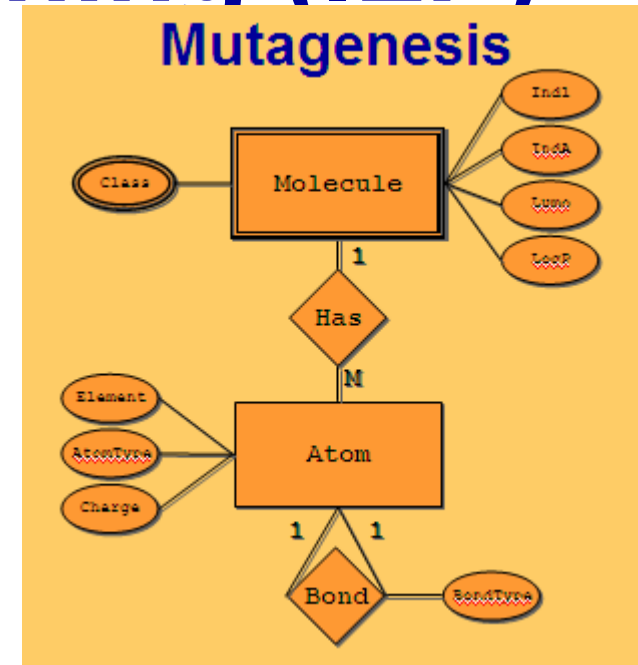 Mutagenesis
Ind1
IndA
Class
Molecule
Lumo
LogP
1
Has
M
Element
AtomType
Atom
Charge
1 1
Bond
BondType